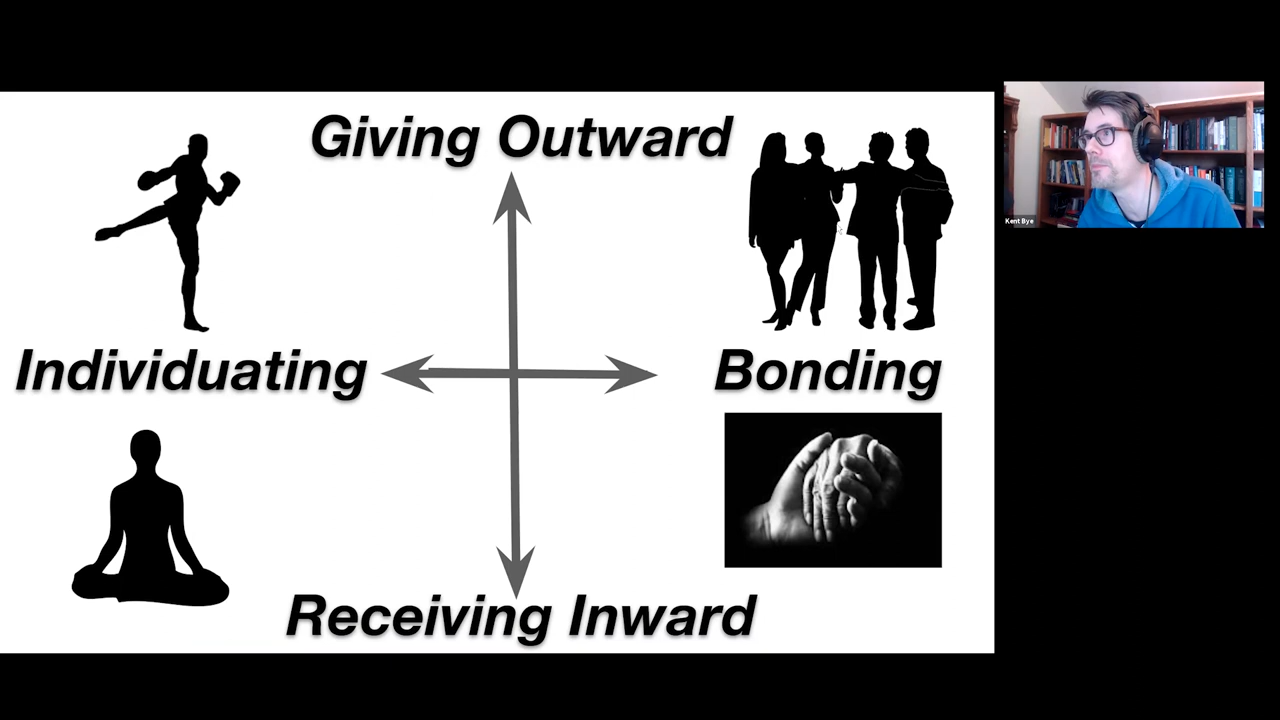 Giving Outward
Individuating
Bonding
Receiving Inward
Kent Bye